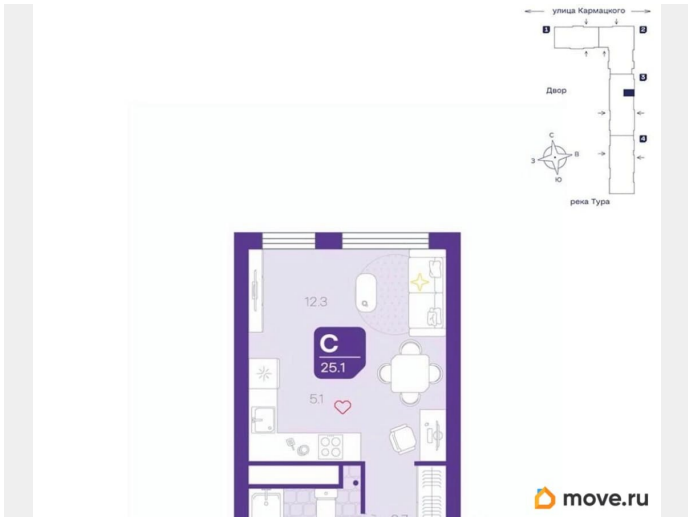 улица Кармацкого
1
2
3
Двор
4
С
З
В
Ю
река Тура
12.3
С
25.1
5.1
move.ru